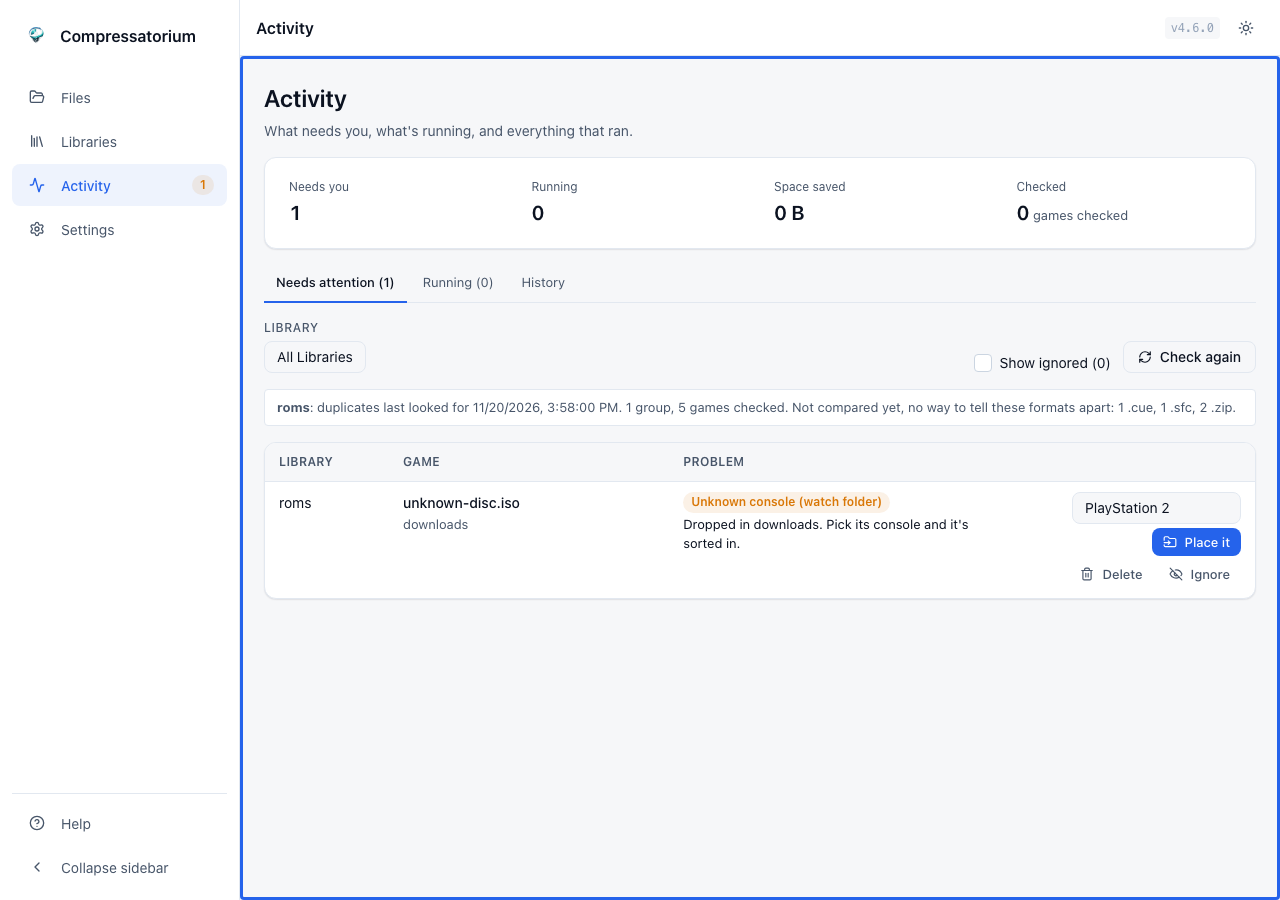 Compressatorium
Files
Libraries
Activity 1
Settings
Help
Collapse sidebar
Activity v4.6.0
Activity
What needs you, what's running, and everything that ran.
Needs you Running Space saved Checked
1 0 0 B 0 games checked
Needs attention (1) Running (0) History
LIBRARY
All Libraries Show ignored (0) Check again
roms: duplicates last looked for 11/20/2026, 3:58:00 PM. 1 group, 5 games checked. Not compared yet, no way to tell these formats apart: 1 .cue, 1 .sfc, 2 .zip.
LIBRARY GAME PROBLEM
roms unknown-disc.iso Unknown console (watch folder) PlayStation 2
downloads Dropped in downloads. Pick its console and it's
sorted in. Place it
Delete Ignore